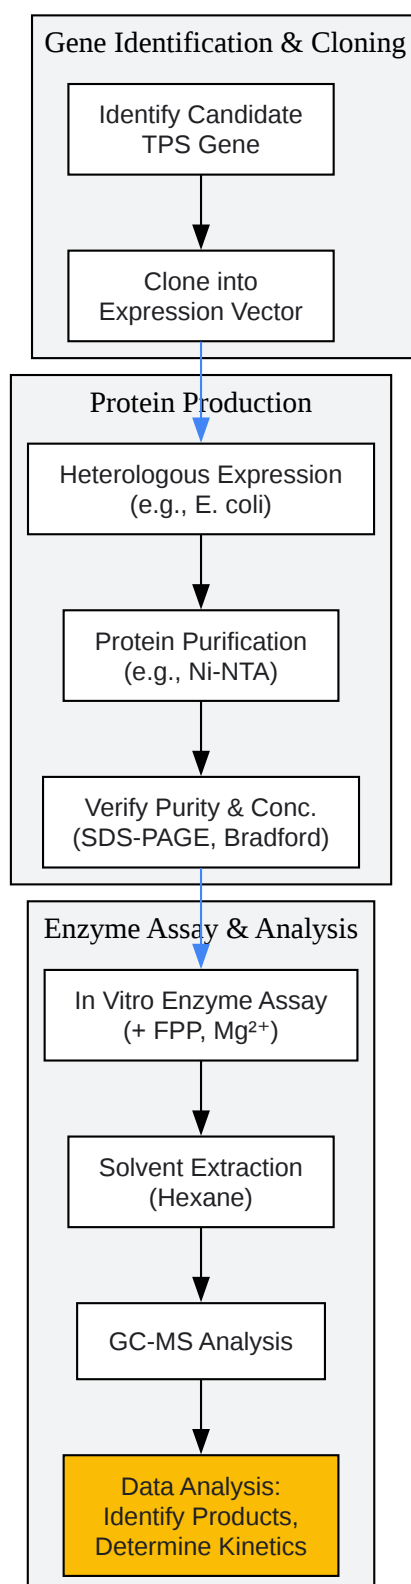 Gene Identification & Cloning
Identify Candidate
TPS Gene
Clone into
Expression Vector
Protein Production
Heterologous Expression
(e.g., E. coli)
Protein Purification
(e.g., Ni-NTA)
Verify Purity & Conc.
(SDS-PAGE, Bradford)
Enzyme Assay & Analysis
In Vitro Enzyme Assay
(+ FPP, Mg²⁺)
Solvent Extraction
(Hexane)
GC-MS Analysis
Data Analysis:
Identify Products,
Determine Kinetics